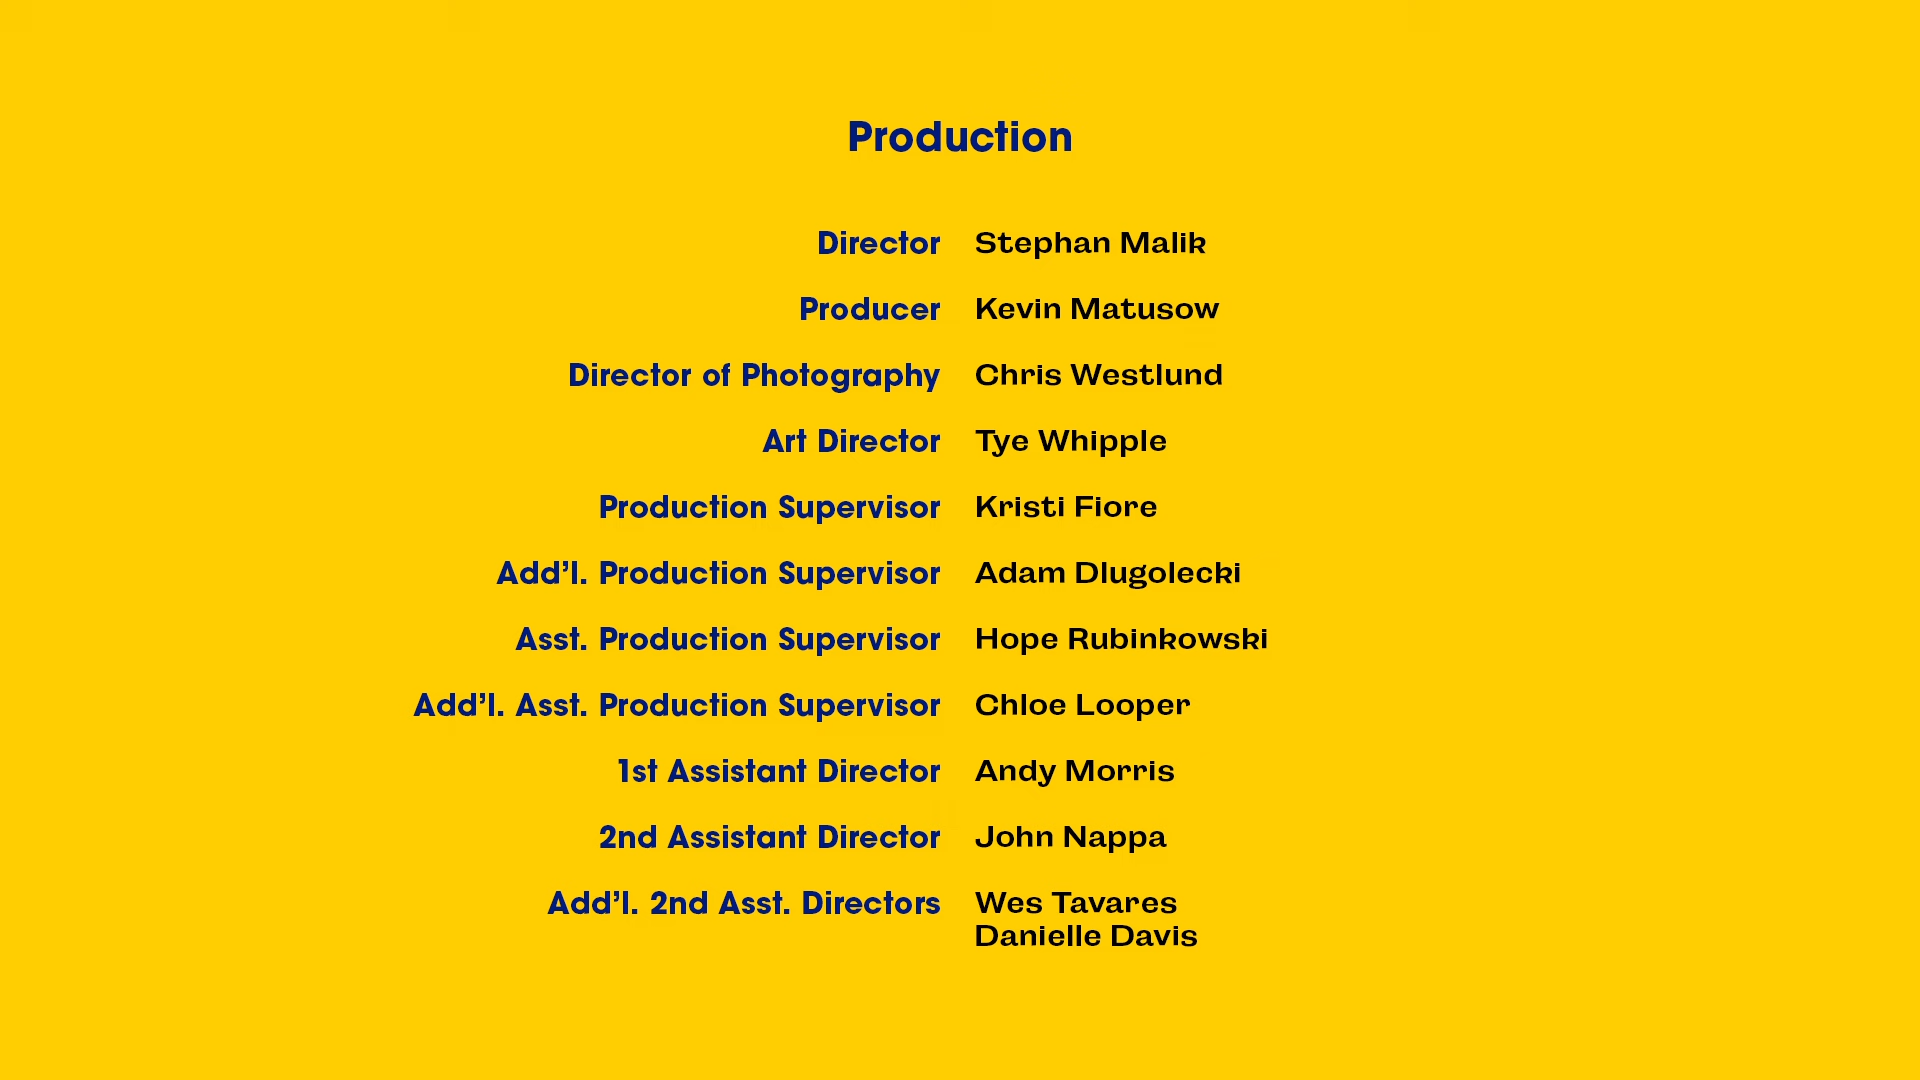 Production
Director Stephan Malik
Producer Kevin Matusow
Director of Photography Chris Westlund
Art Director Tye Whipple
Production Supervisor Kristi Fiore
Add’l. Production Supervisor Adam Dlugolecki
Asst. Production Supervisor Hope Rubinkowski
Add’l. Asst. Production Supervisor Chloe Looper
1st Assistant Director Andy Morris
2nd Assistant Director John Nappa
Add’l. 2nd Asst. Directors Wes Tavares
Danielle Davis